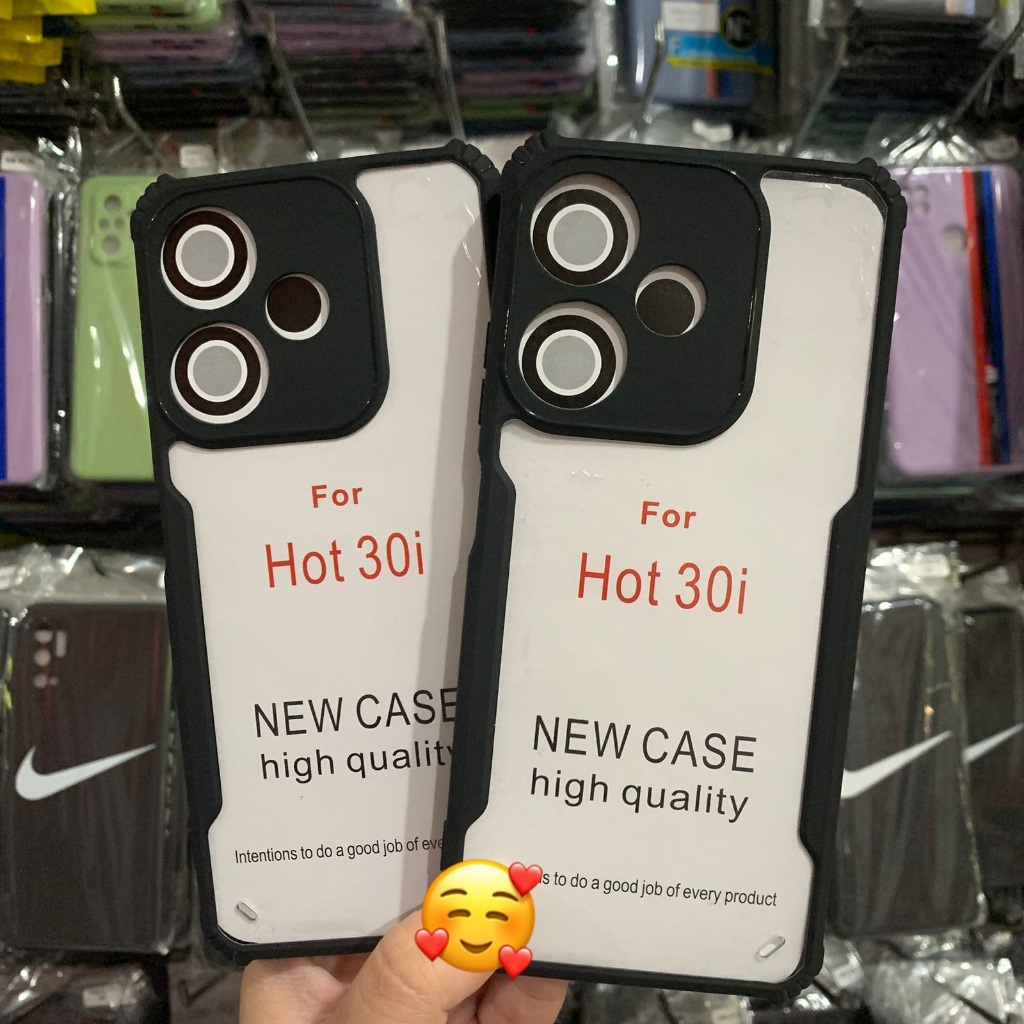 For
Hot 30i
NEW CASE
high quality
Intentions to do a good job of eve
For
Hot 30i
NEW CASE
high quality
s to do a good job of every product